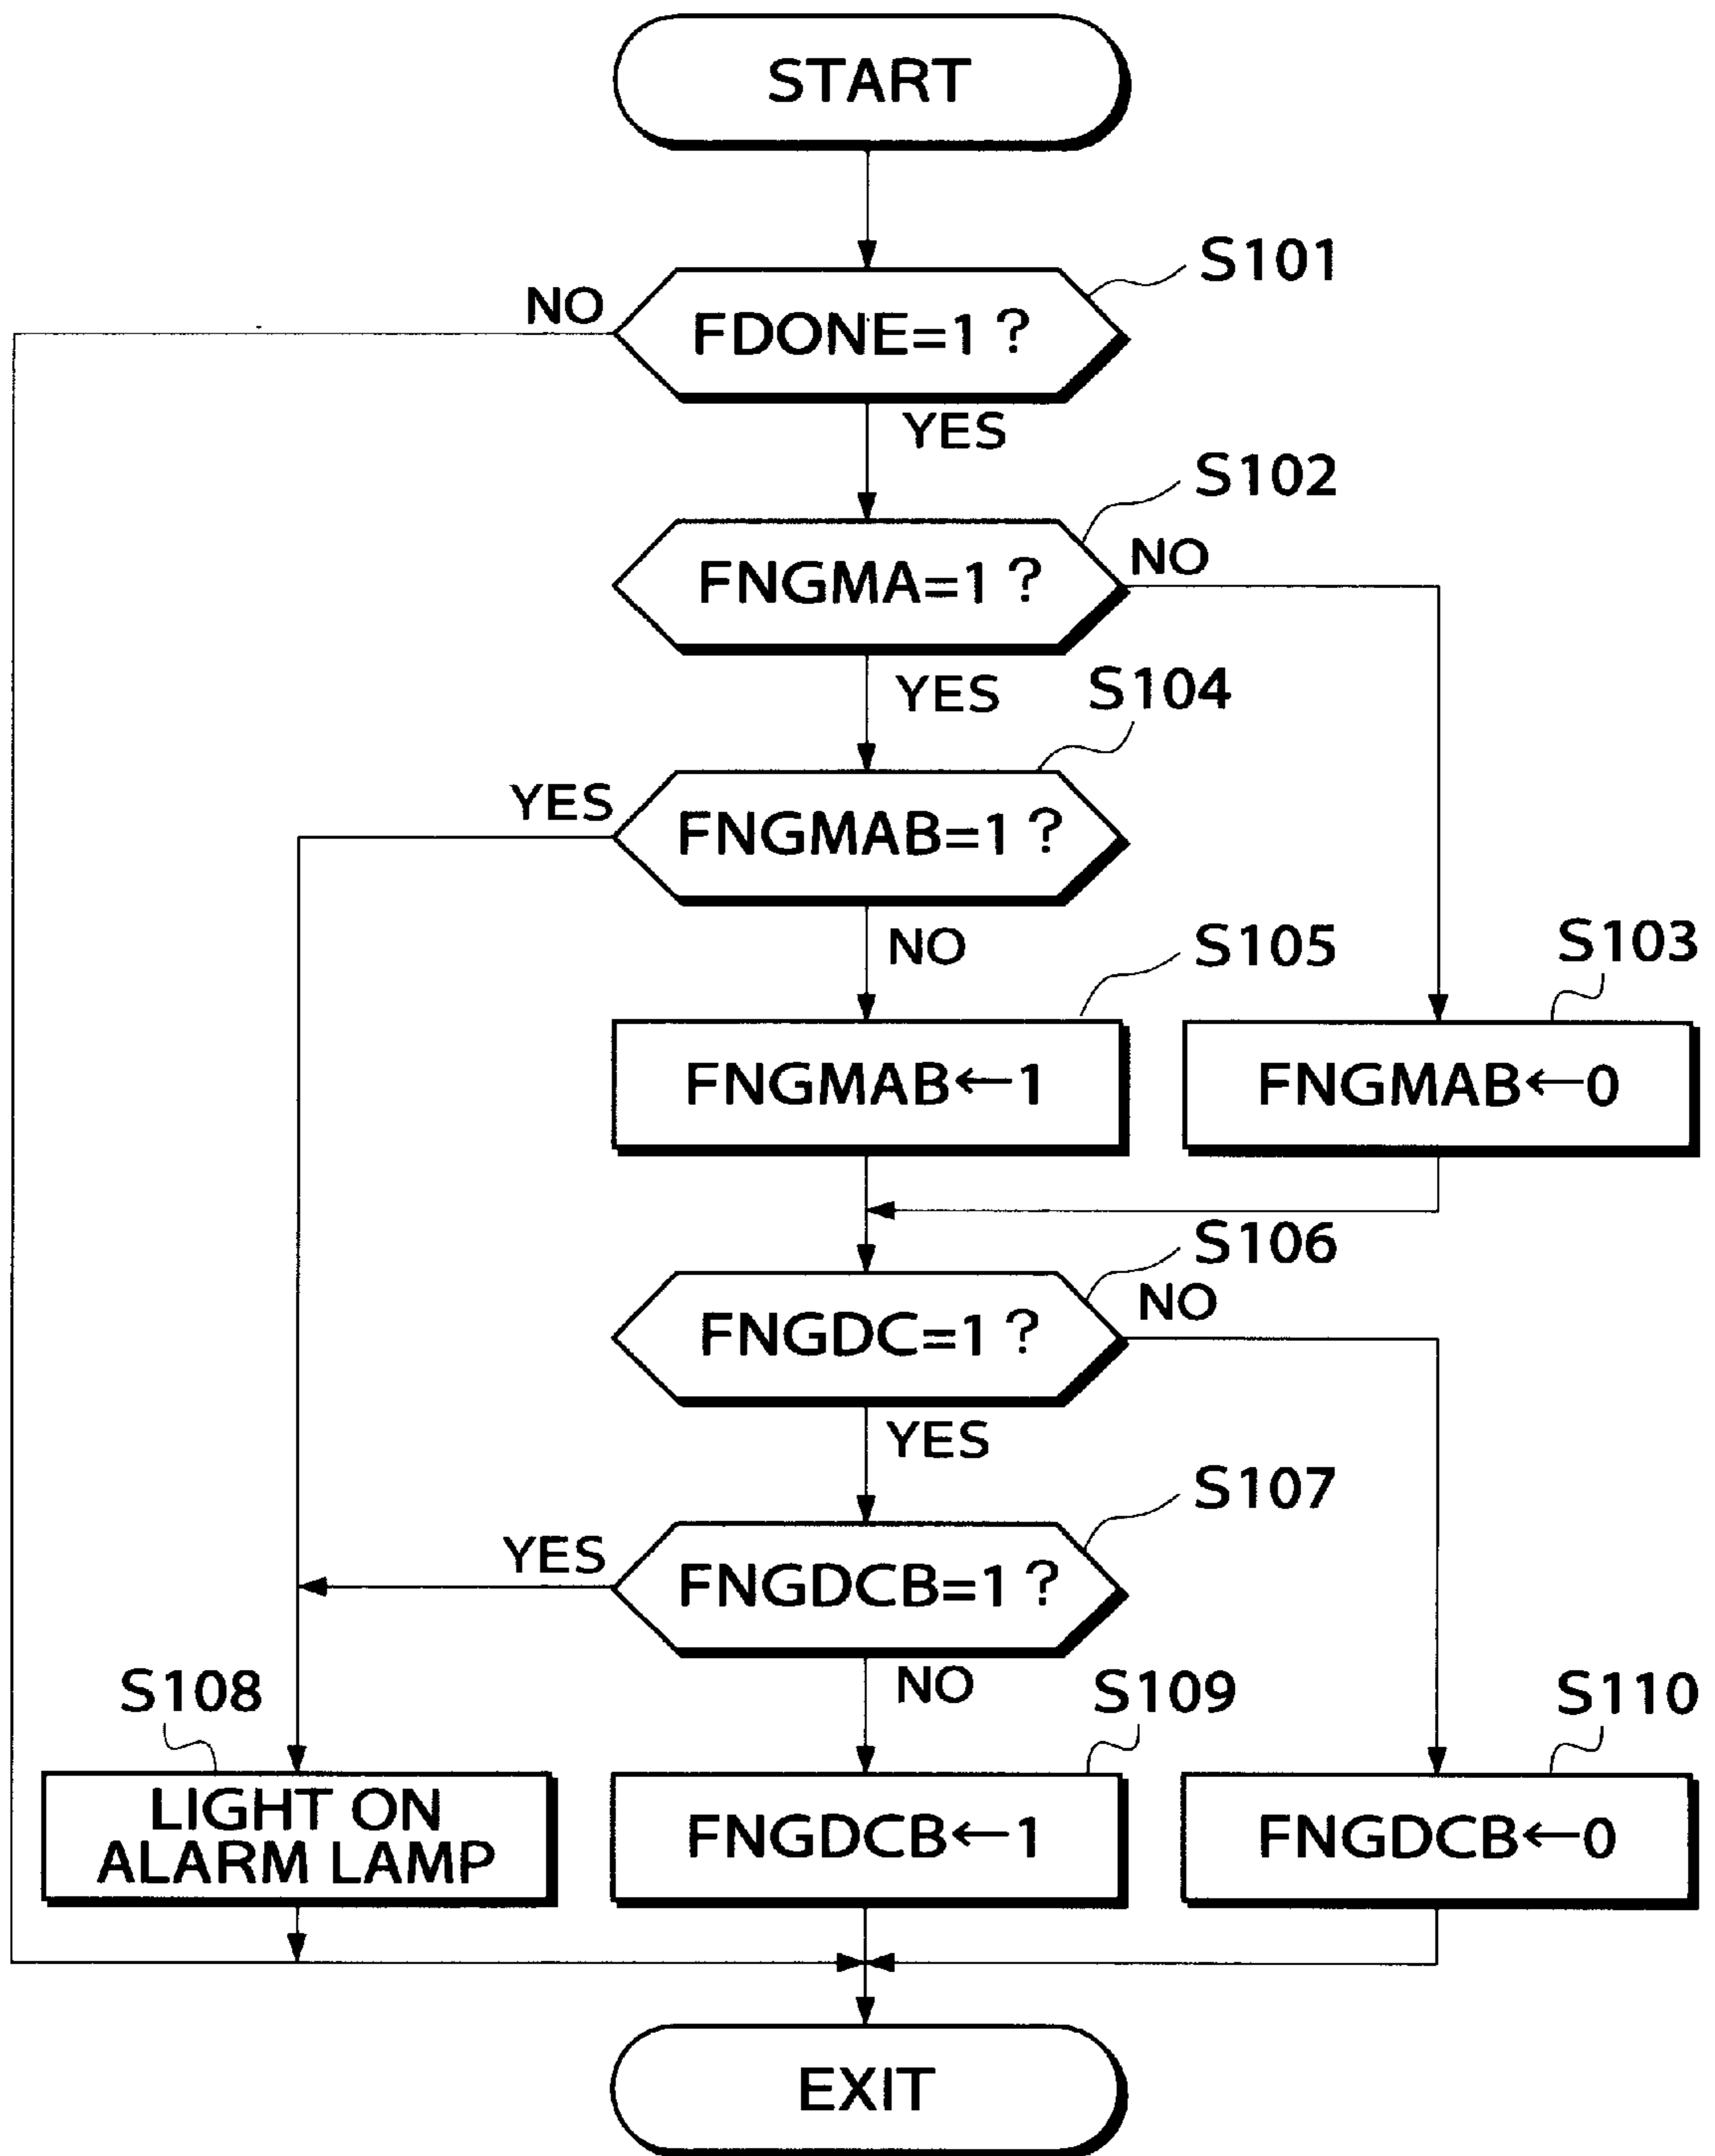 START
S101
NO
FDONE=1 ?
YES
S102
NO
FNGMA=1 ?
YES
S104
YES
FNGMAB=1 ?
NO
S105
S103
FNGMAB←1
FNGMAB←0
S106
NO
FNGDC=1 ?
YES
S107
YES
FNGDCB=1 ?
NO
S108
S109
S110
LIGHT ON
ALARM LAMP
FNGDCB←1
FNGDCB←0
EXIT